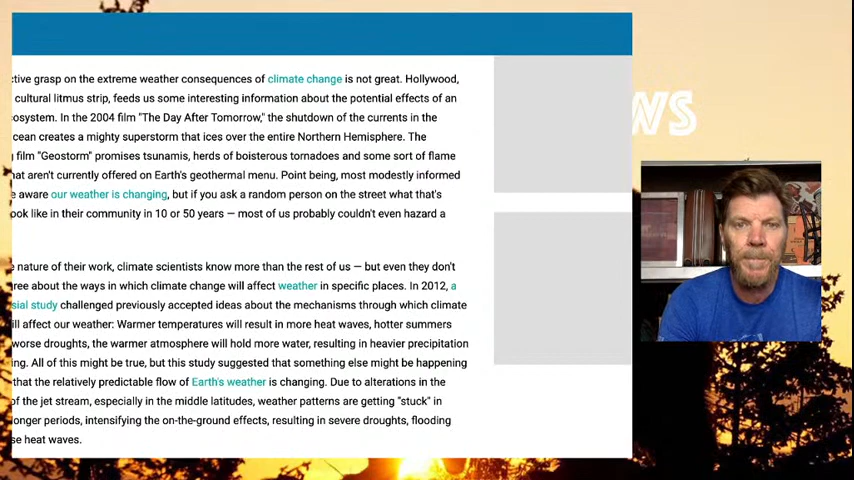 ctive grasp on the extreme weather consequences of climate change is not great. Hollywood,
cultural litmus strip, feeds us some interesting information about the potential effects of an
osystem. In the 2004 film "The Day After Tomorrow," the shutdown of the currents in the
cean creates a mighty superstorm that ices over the entire Northern Hemisphere. The
film "Geostorm" promises tsunamis, herds of boisterous tornadoes and some sort of flame
hat aren't currently offered on Earth's geothermal menu. Point being, most modestly informed
e aware our weather is changing, but if you ask a random person on the street what that's
ook like in their community in 10 or 50 years — most of us probably couldn't even hazard a
e nature of their work, climate scientists know more than the rest of us — but even they don't
ree about the ways in which climate change will affect weather in specific places. In 2012, a
sial study challenged previously accepted ideas about the mechanisms through which climate
ill affect our weather: Warmer temperatures will result in more heat waves, hotter summers
worse droughts, the warmer atmosphere will hold more water, resulting in heavier precipitation
ing. All of this might be true, but this study suggested that something else might be happening
that the relatively predictable flow of Earth's weather is changing. Due to alterations in the
of the jet stream, especially in the middle latitudes, weather patterns are getting "stuck" in
onger periods, intensifying the on-the-ground effects, resulting in severe droughts, flooding
se heat waves.
WS